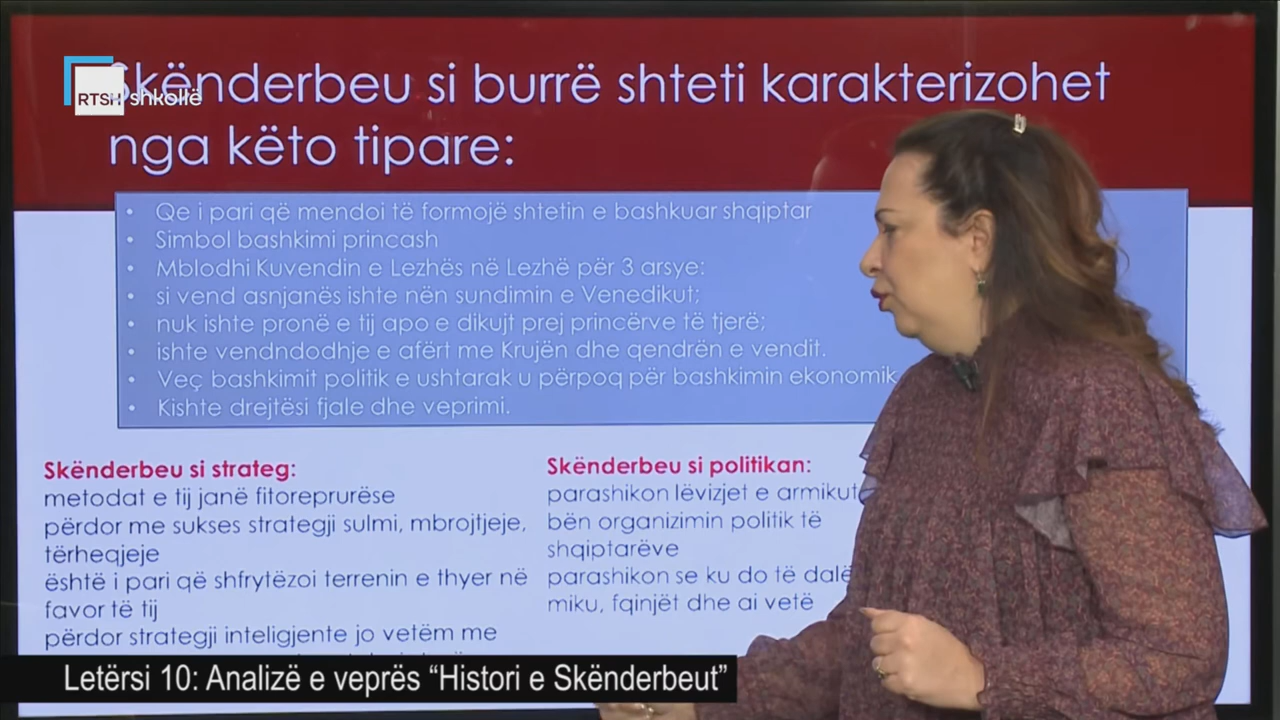 Skënderbeu si burrë shteti karakterizohet
RTSH shkollë
nga këto tipare:
• Qe i pari që mendoi të formojë shtetin e bashkuar shqiptar
• Simbol bashkimi princash
• Mblodhi Kuvendin e Lezhës në Lezhë për 3 arsye:
• si vend asnjanës ishte nën sundimin e Venedikut;
• nuk ishte pronë e tij apo e dikujt prej princërve të tjerë;
• ishte vendndodhje e afërt me Krujën dhe qendrën e vendit.
• Veç bashkimit politik e ushtarak u përpoq për bashkimin ekonomik
• Kishte drejtësi fjale dhe veprimi.
Skënderbeu si strateg:
metodat e tij janë fitoreprurëse
përdor me sukses strategji sulmi, mbrojtjeje,
tërheqjeje
është i pari që shfrytëzoi terrenin e thyer në
favor të tij
përdor strategji inteligjente jo vetëm me
Skënderbeu si politikan:
parashikon lëvizjet e armikut
bën organizimin politik të
shqiptarëve
parashikon se ku do të dalë
miku, fqinjët dhe ai vetë
Letërsi 10: Analizë e veprës “Histori e Skënderbeut”